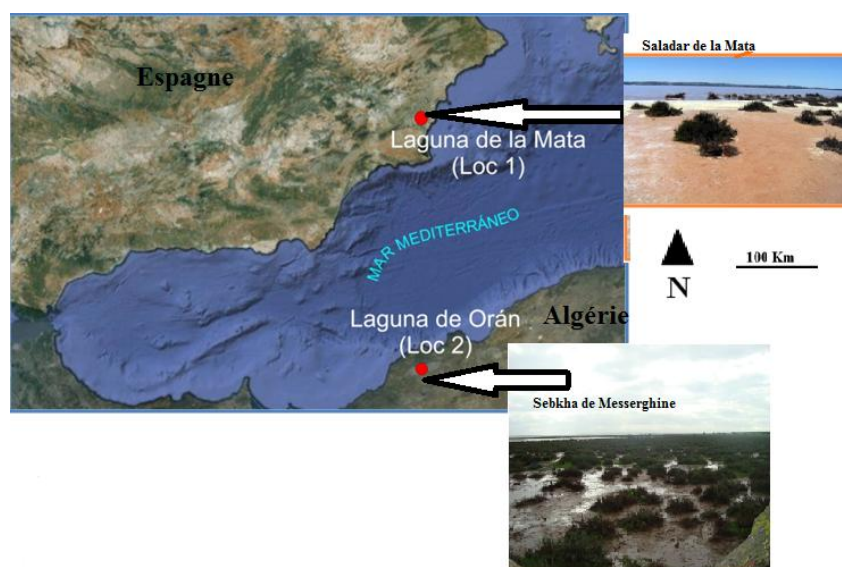 Saladar de la Mata
Espagne
Laguna de la Mata
(Loc 1)
MAR MEDITERRÁNEO
100 Km
N
Laguna de Orán
(Loc 2)
Algérie
Sebkha de Messerghine